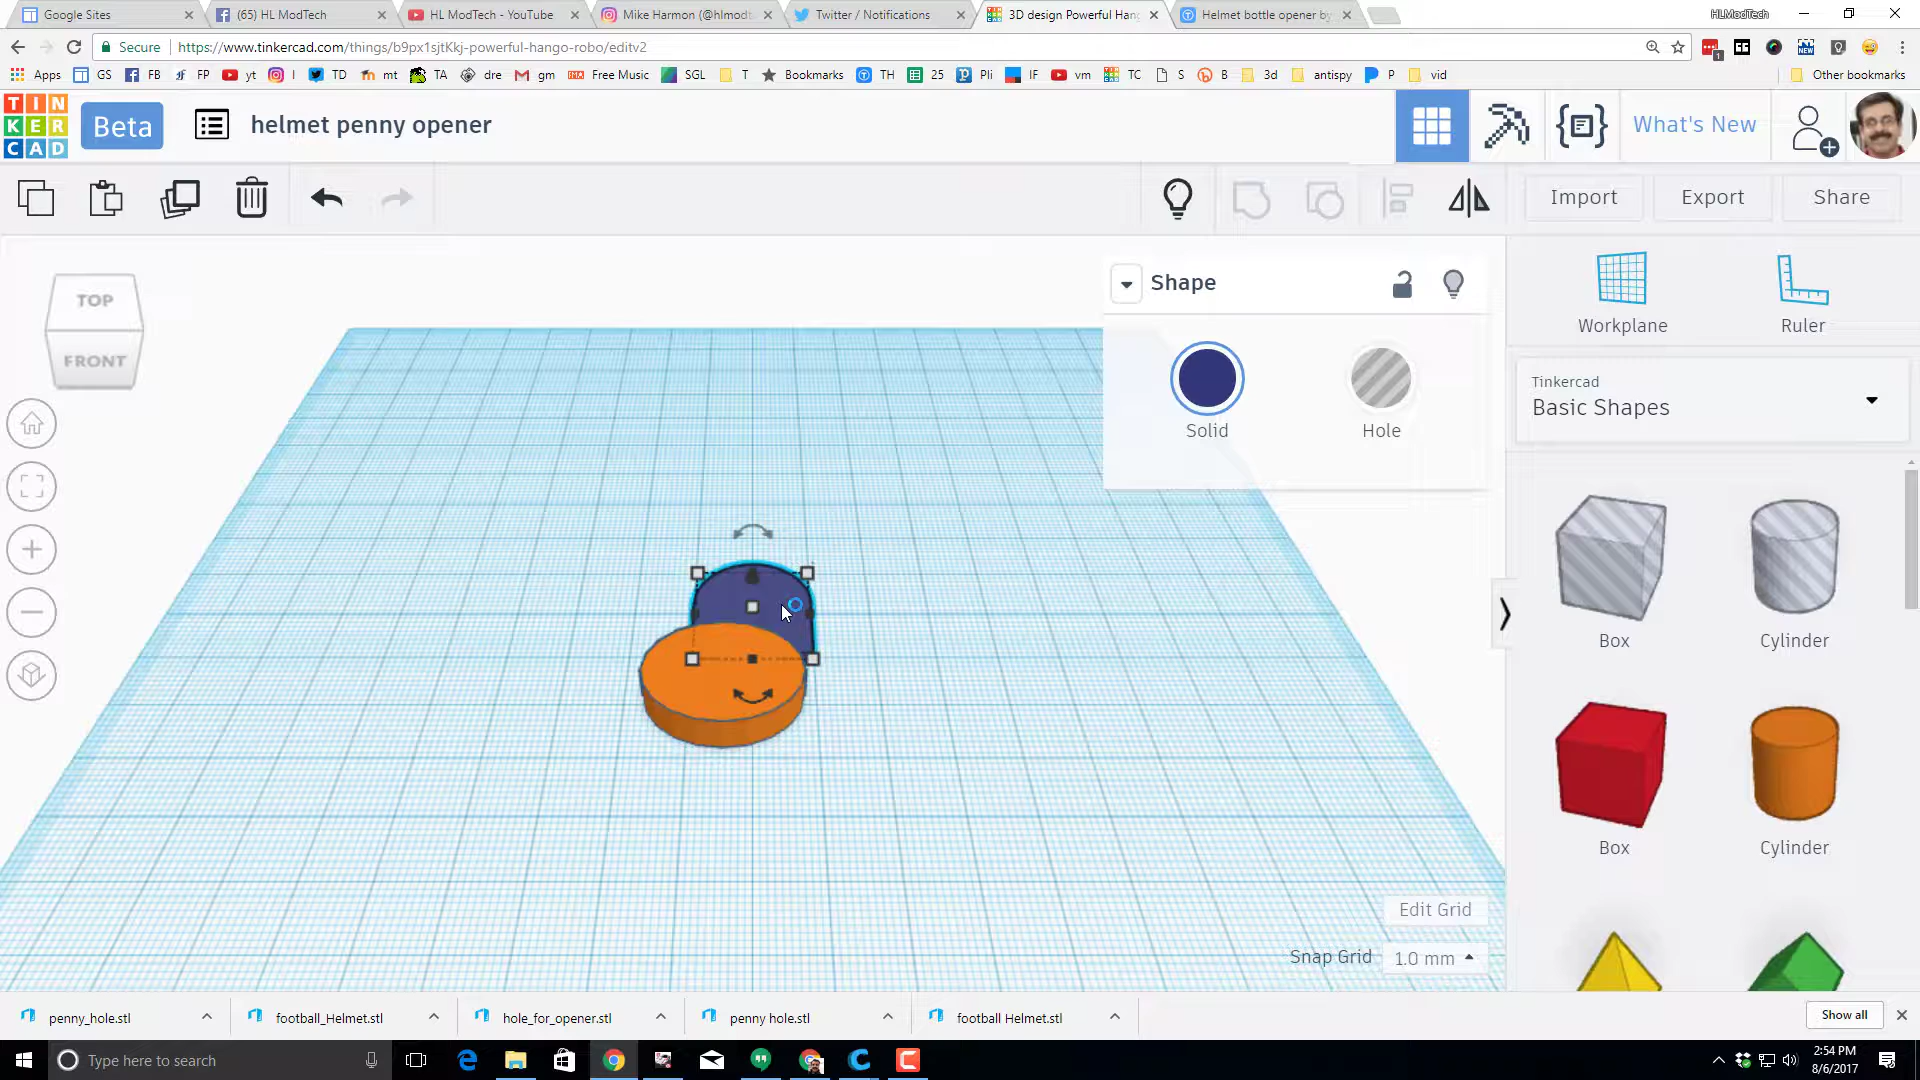 Google Sites
(65) HL ModTech
HL ModTech - YouTube
Mike Harmon (@hlmodt
Twitter / Notifications
3D design Powerful Hang
Helmet bottle opener by
HLModTech
Secure
https://www.tinkercad.com/things/b9px1sjtKkj-powerful-hango-robo/editv2
Apps
GS
FB
FP
yt
I
TD
mt
TA
dre
gm
Free Music
SGL
T
Bookmarks
TH
25
Pli
IF
vm
TC
S
B
3d
antispy
P
vid
Other bookmarks
TIN
KER
CAD
Beta
helmet penny opener
What's New
Import
Export
Share
TOP
FRONT
Shape
Solid
Hole
Workplane
Ruler
Tinkercad
Basic Shapes
Box
Cylinder
Box
Cylinder
Edit Grid
Snap Grid
1.0 mm
penny_hole.stl
football_Helmet.stl
hole_for_opener.stl
penny hole.stl
football Helmet.stl
Show all
Type here to search
2:54 PM
8/6/2017